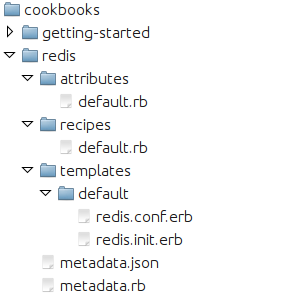 cookbooks
getting-started
redis
attributes
default.rb
recipes
default.rb
templates
default
redis.conf.erb
redis.init.erb
metadata.json
metadata.rb